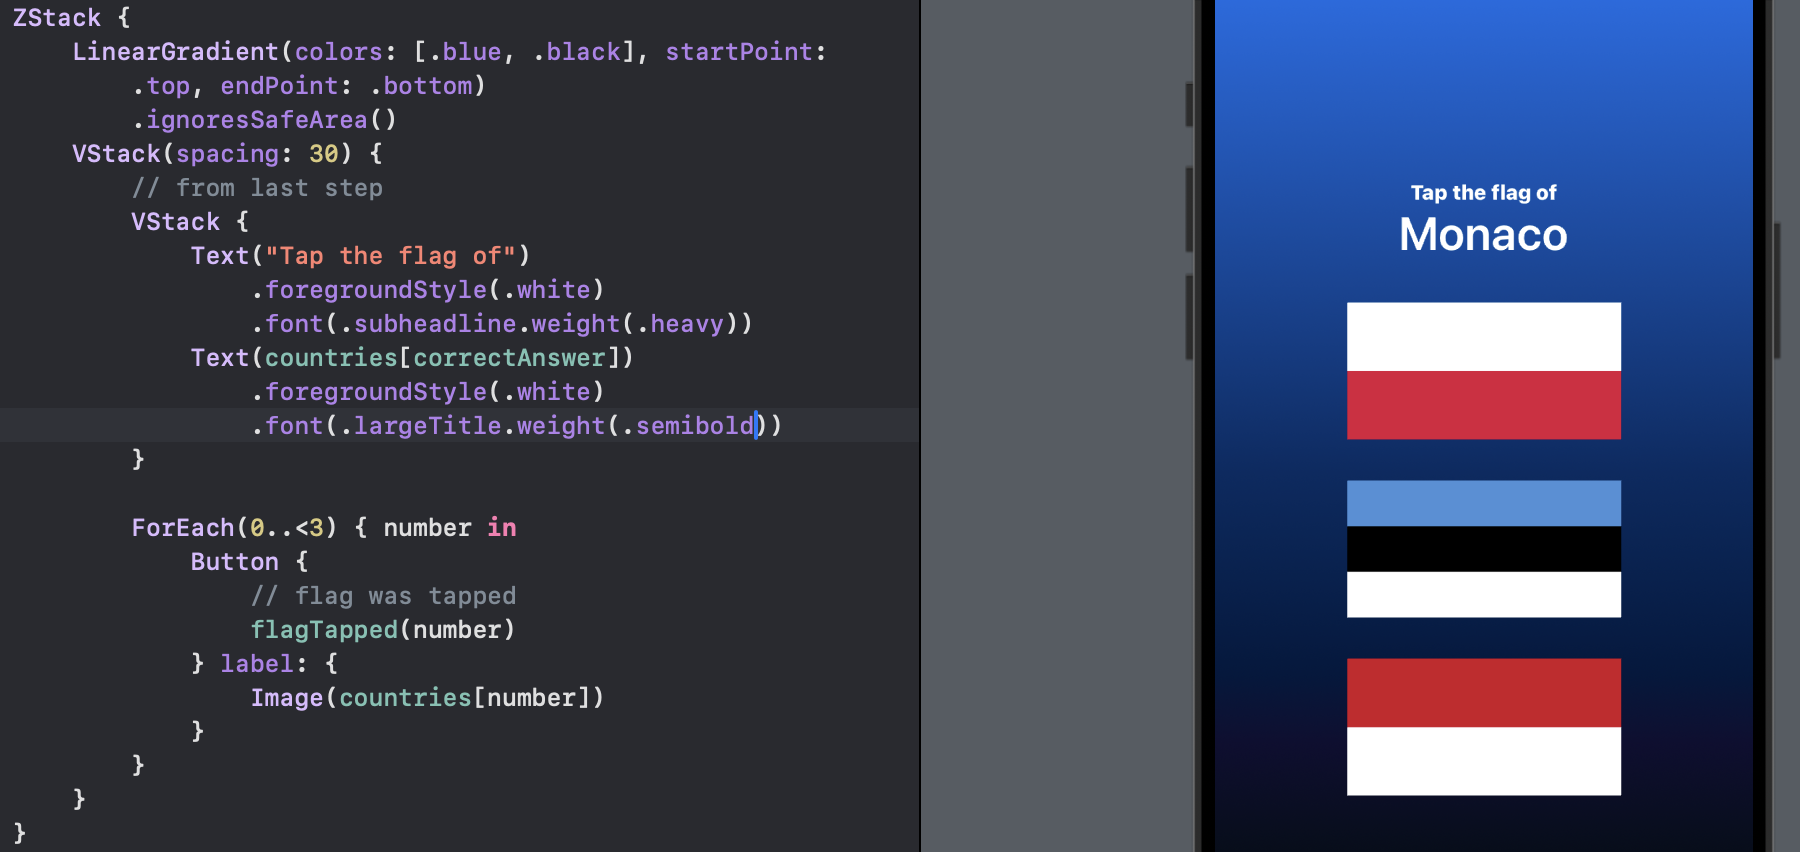 ZStack {
    LinearGradient(colors: [.blue, .black], startPoint:
        .top, endPoint: .bottom)
        .ignoresSafeArea()
    VStack(spacing: 30) {
        // from last step
        VStack {
            Text("Tap the flag of")
                .foregroundStyle(.white)
                .font(.subheadline.weight(.heavy))
            Text(countries[correctAnswer])
                .foregroundStyle(.white)
                .font(.largeTitle.weight(.semibold))
        }

        ForEach(0..<3) { number in
            Button {
                // flag was tapped
                flagTapped(number)
            } label: {
                Image(countries[number])
            }
        }
    }
}
Tap the flag of
Monaco